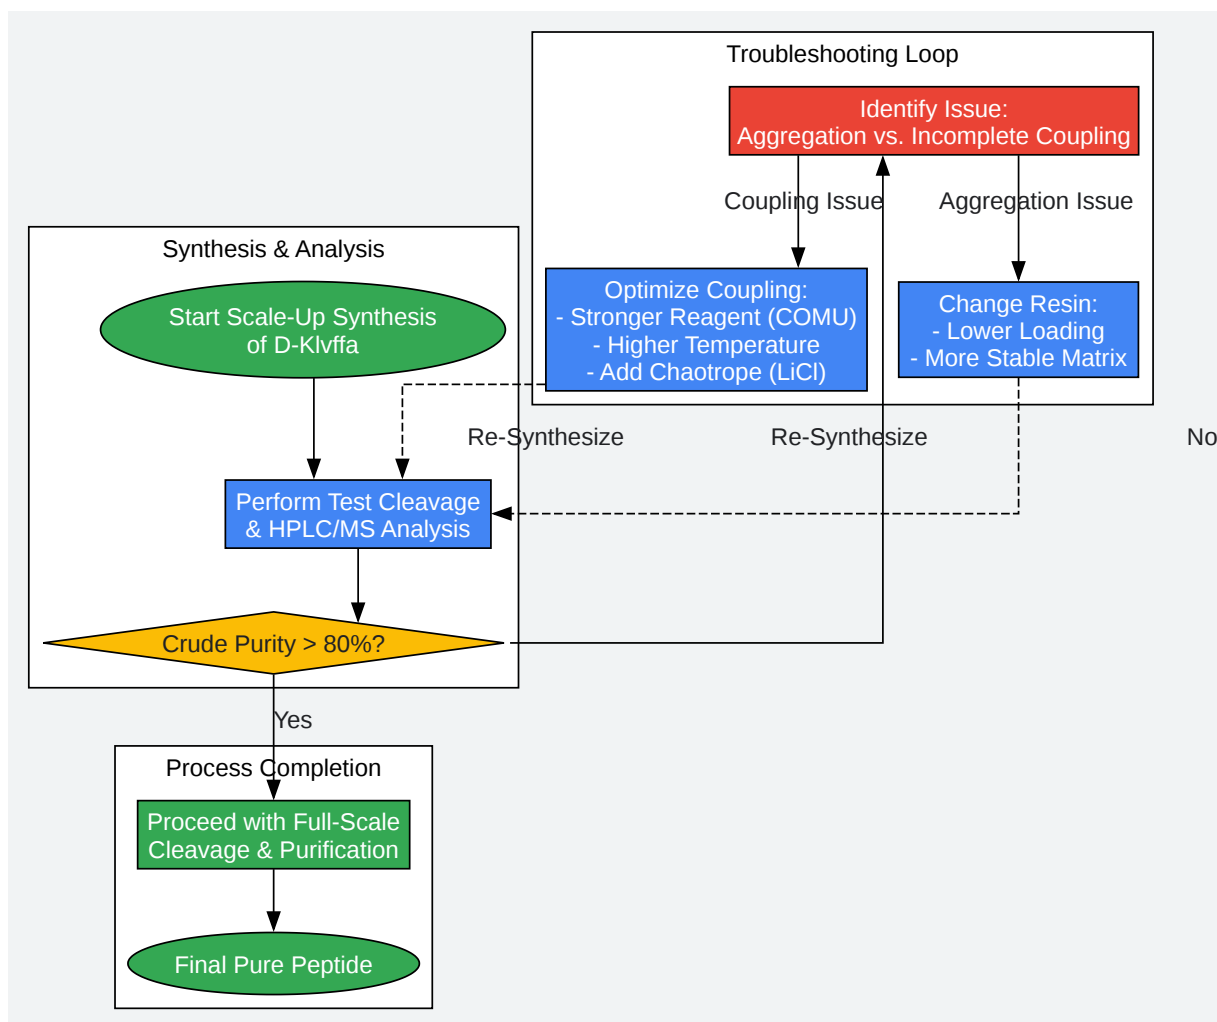 Troubleshooting Loop
Identify Issue:
Aggregation vs. Incomplete Coupling
Coupling Issue
Aggregation Issue
Optimize Coupling:
- Stronger Reagent (COMU)
- Higher Temperature
- Add Chaotrope (LiCl)
Change Resin:
- Lower Loading
- More Stable Matrix
Synthesis & Analysis
Start Scale-Up Synthesis
of D-Klvffa
Re-Synthesize
Re-Synthesize
No
Perform Test Cleavage
& HPLC/MS Analysis
Crude Purity > 80%?
Yes
Process Completion
Proceed with Full-Scale
Cleavage & Purification
Final Pure Peptide